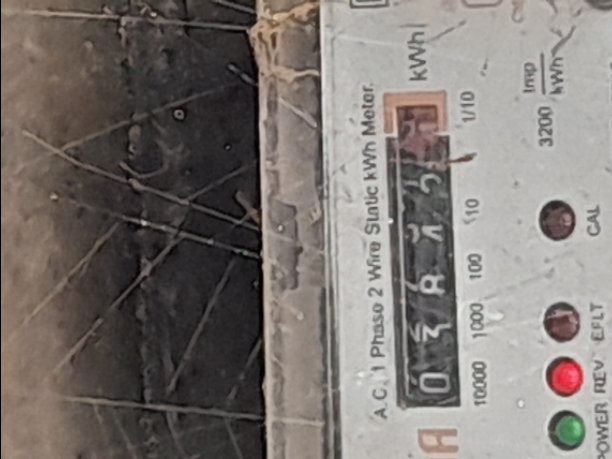 kWh
A.C. 1 Phase 2 Wire Static kWh Meter
10000 1000 100 10 1/10
3200 Imp
kWh
POWER REV EFLT CAL